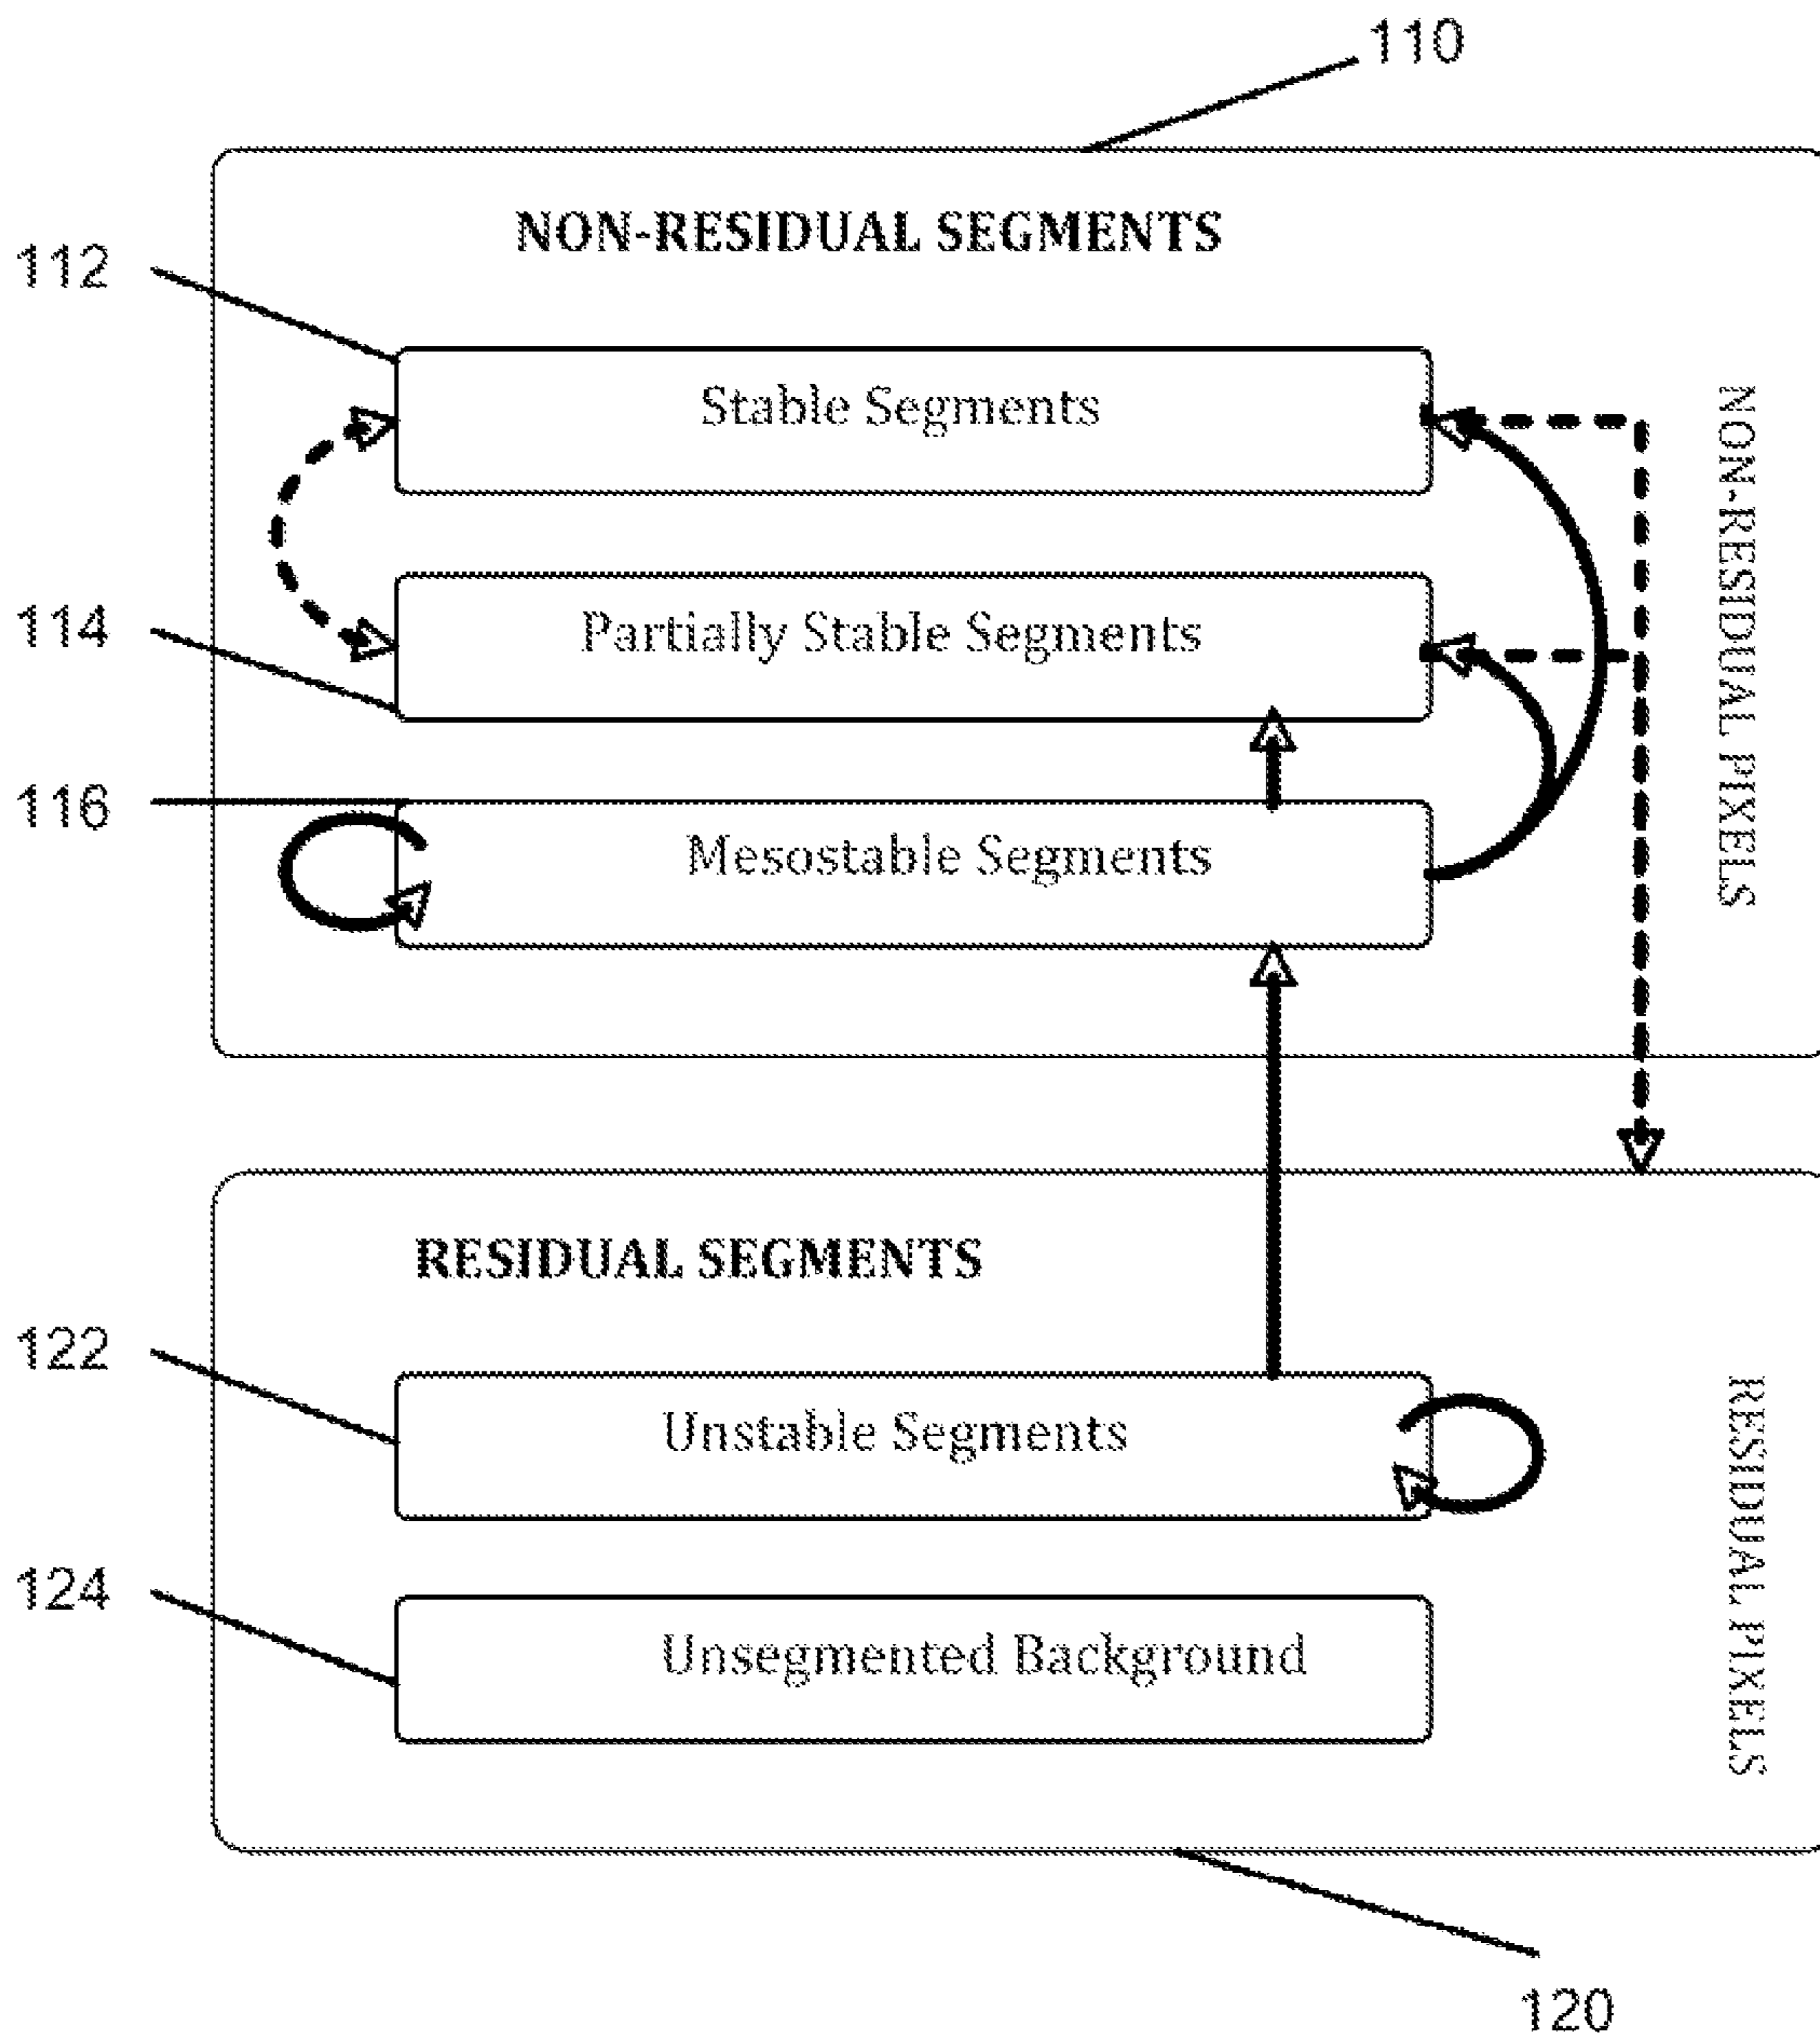 110
NON-RESIDUAL SEGMENTS
112
Stable Segments
NON-RESIDUAL PIXELS
114
Partially Stable Segments
116
Mesostable Segments
RESIDUAL SEGMENTS
122
Unstable Segments
RESIDUAL PIXELS
124
Unsegmented Background
120